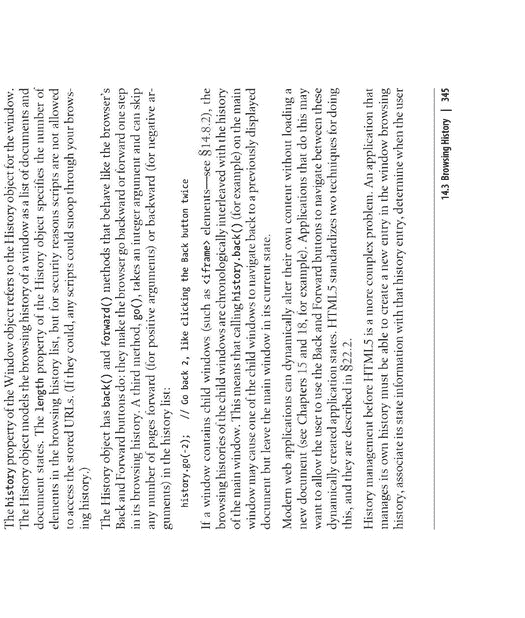 The history property of the Window object refers to the History object for the window.
The History object models the browsing history of a window as a list of documents and
document states. The length property of the History object specifies the number of
elements in the browsing history list, but for security reasons scripts are not allowed
to access the stored URLs. (If they could, any scripts could snoop through your brows-
ing history.)
The History object has back() and forward() methods that behave like the browser's
Back and Forward buttons do: they make the browser go backward or forward one step
in its browsing history. A third method, go(), takes an integer argument and can skip
any number of pages forward (for positive arguments) or backward (for negative ar-
guments) in the history list:
history.go(-2); // Go back 2, like clicking the Back button twice
If a window contains child windows (such as <iframe> elements—see §14.8.2), the
browsing histories of the child windows are chronologically interleaved with the history
of the main window. This means that calling history.back() (for example) on the main
window may cause one of the child windows to navigate back to a previously displayed
document but leave the main window in its current state.
Modern web applications can dynamically alter their own content without loading a
new document (see Chapters 15 and 18, for example). Applications that do this may
want to allow the user to use the Back and Forward buttons to navigate between these
dynamically created application states. HTML5 standardizes two techniques for doing
this, and they are described in §22.2.
History management before HTML5 is a more complex problem. An application that
manages its own history must be able to create a new entry in the window browsing
history, associate its state information with that history entry, determine when the user
14.3 Browsing History | 345